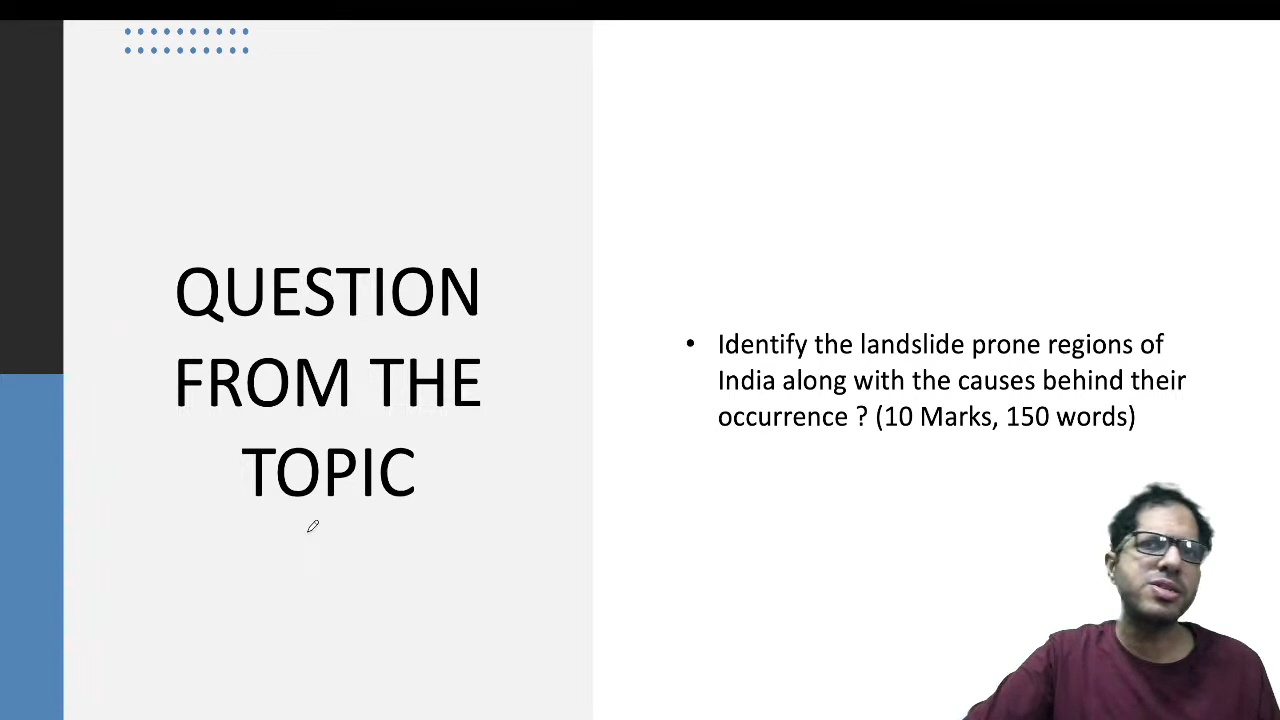 QUESTION
FROM THE
TOPIC
• Identify the landslide prone regions of
India along with the causes behind their
occurrence ? (10 Marks, 150 words)